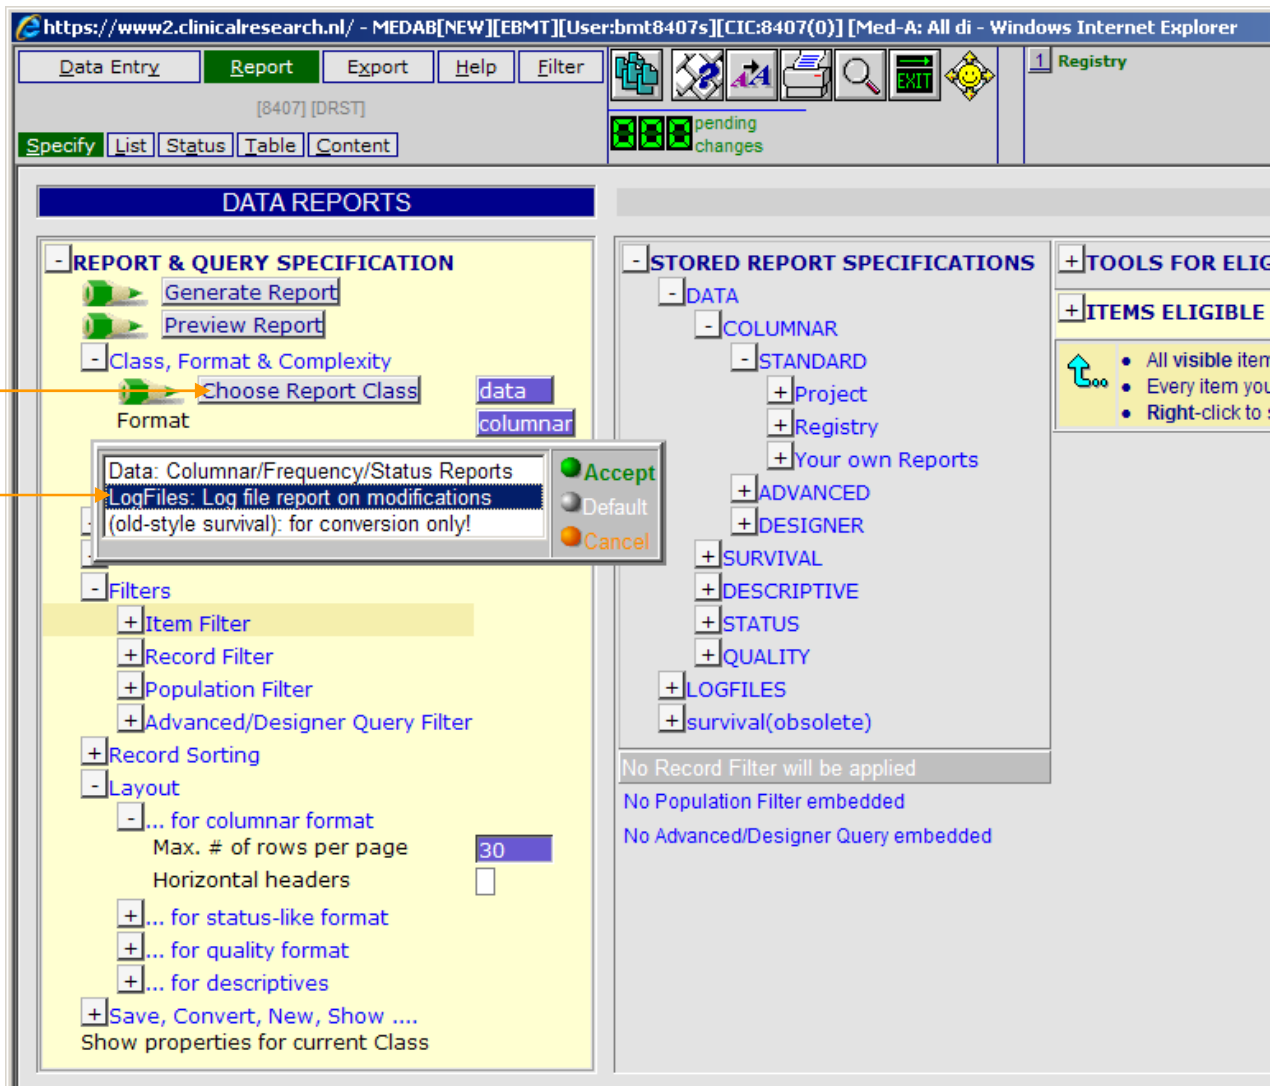 https://www2.clinicalresearch.nl/ - MEDAB[NEW][EBMT][User:bmt8407s][CIC:8407(0)] [Med-A: All di - Windows Internet Explorer
Data Entry Report Export Help Filter
EXIT
1 Registry
[8407] [DRST]
pending
changes
Specify List Status Table Content
DATA REPORTS
- REPORT & QUERY SPECIFICATION
Generate Report
Preview Report
- Class, Format & Complexity
Choose Report Class data
Format columnar
Data: Columnar/Frequency/Status Reports
LogFiles: Log file report on modifications
(old-style survival): for conversion only!
Accept
Default
Cancel
- Filters
+ Item Filter
+ Record Filter
+ Population Filter
+ Advanced/Designer Query Filter
+ Record Sorting
- Layout
- ... for columnar format
Max. # of rows per page 30
Horizontal headers
+ ... for status-like format
+ ... for quality format
+ ... for descriptives
+ Save, Convert, New, Show ....
Show properties for current Class
- STORED REPORT SPECIFICATIONS
- DATA
- COLUMNAR
- STANDARD
+ Project
+ Registry
+ Your own Reports
+ ADVANCED
+ DESIGNER
+ SURVIVAL
+ DESCRIPTIVE
+ STATUS
+ QUALITY
+ LOGFILES
+ survival(obsolete)
No Record Filter will be applied
No Population Filter embedded
No Advanced/Designer Query embedded
+ TOOLS FOR ELIG
+ ITEMS ELIGIBLE
• All visible item
• Every item you
• Right-click to s